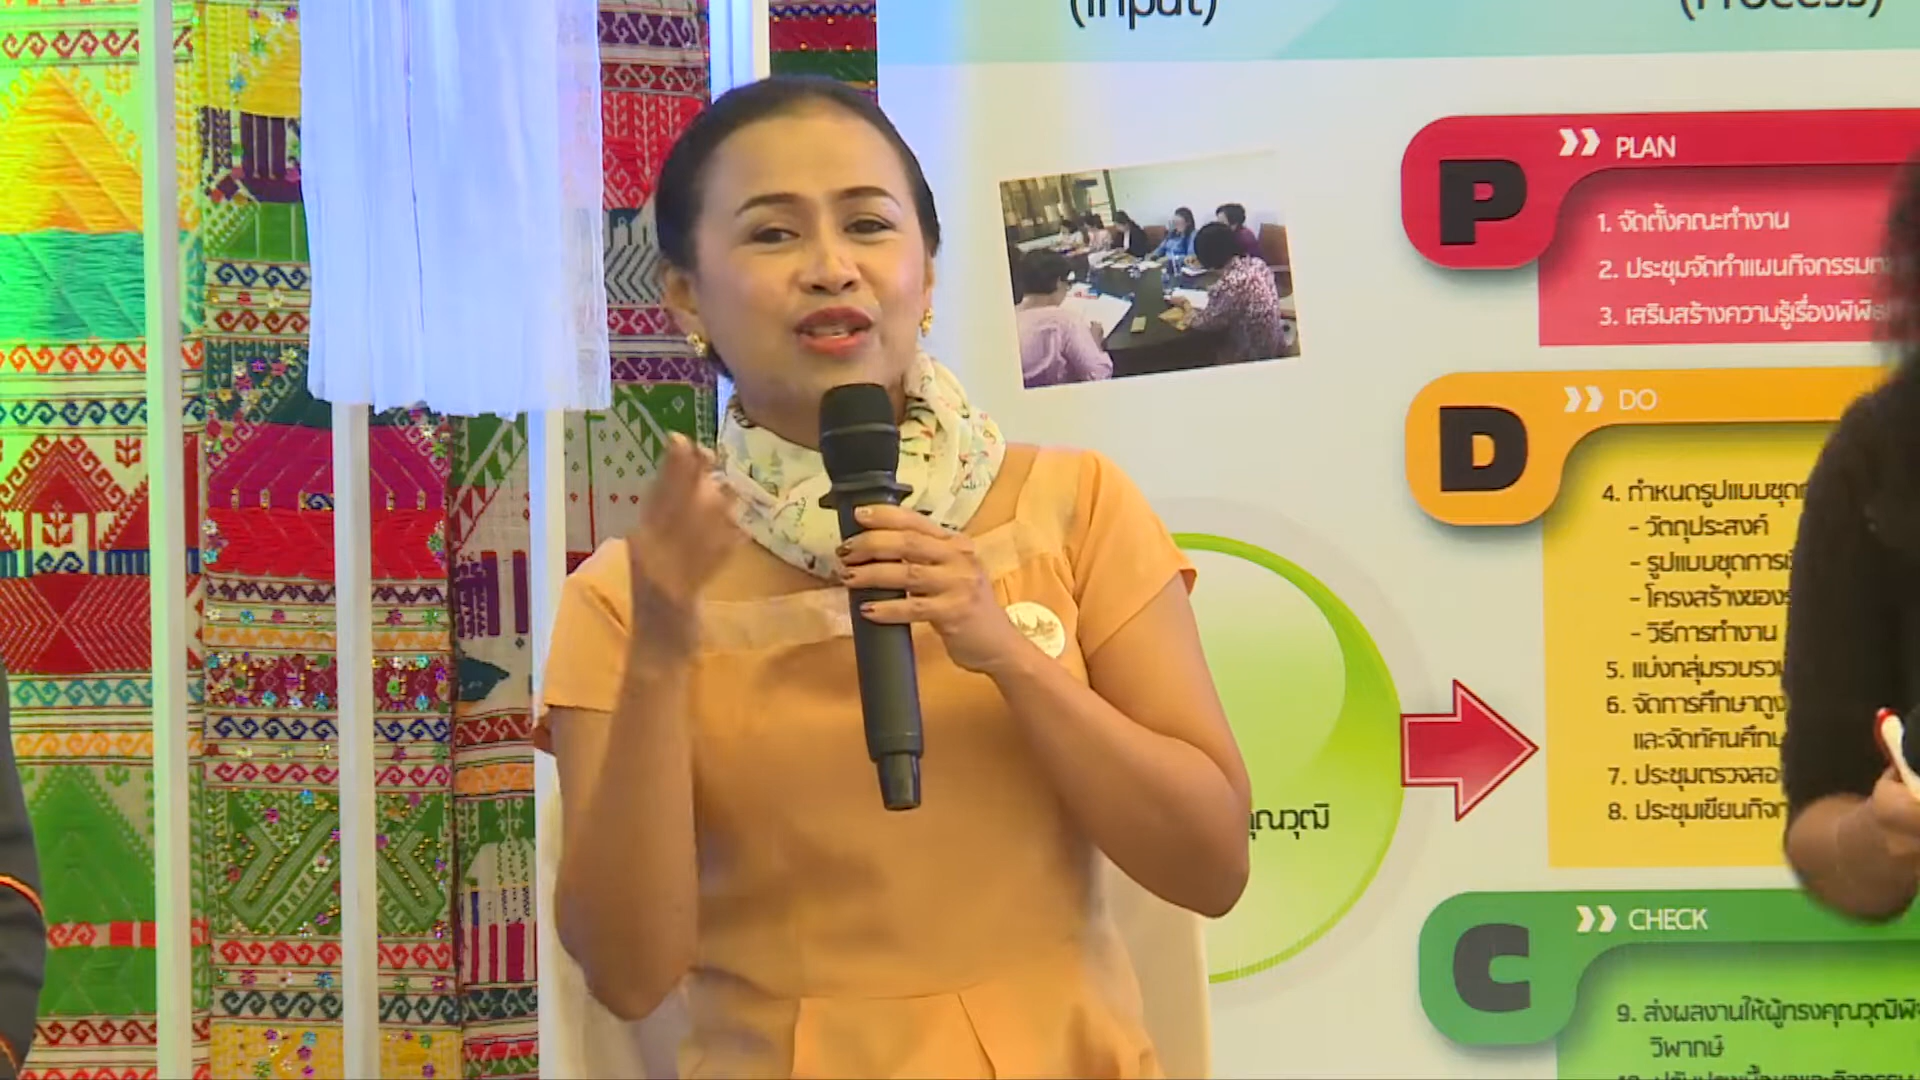 (Input)
(Process)
P
PLAN
1. จัดตั้งคณะทำงาน
2. ประชุมจัดทำแผนกิจกรรม
3. เสริมสร้างความรู้เรื่อง
D
DO
4. กำหนดรูปแบบ
- วัตถุประสงค์
- รูปแบบชุดการ
- โครงสร้างของ
- วิธีการทำงาน
5. แบ่งกลุ่มรวบรวม
6. จัดการศึกษาดูง
และจัดทัศนศึก
7. ประชุมตรวจสอ
8. ประชุมเขียนกิจก
คุณวุฒิ
C
CHECK
9. ส่งผลงานให้ผู้ทรงคุณวุฒิ
วิพากษ์